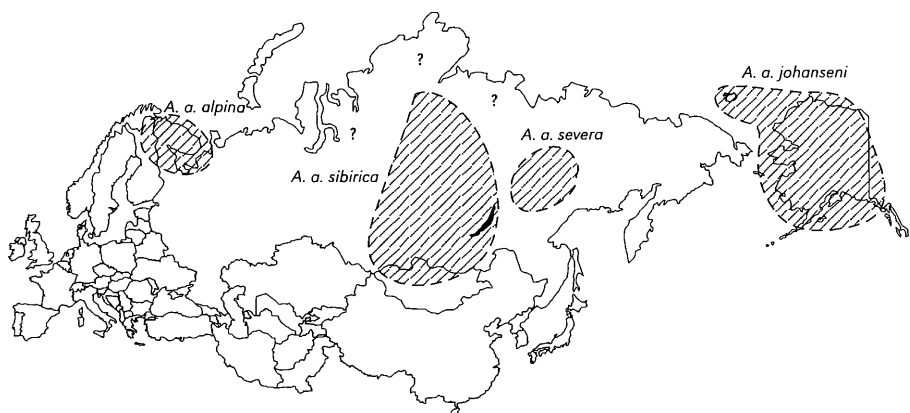 ?
A. a. johanseni
A. a. alpina
?
?
A. a. severa
A. a. sibirica